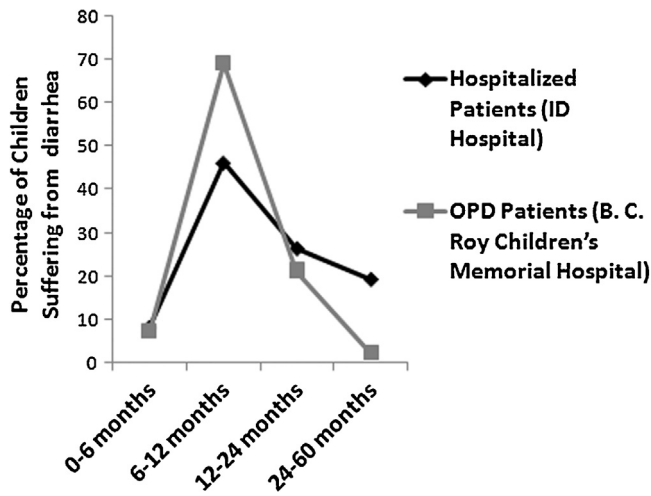 Percentage of Children
Suffering from diarrhea
80
70
60
50
40
30
20
10
0
0-6 months
6-12 months
12-24 months
24-60 months
Hospitalized
Patients (ID
Hospital)
OPD Patients (B. C.
Roy Children’s
Memorial Hospital)